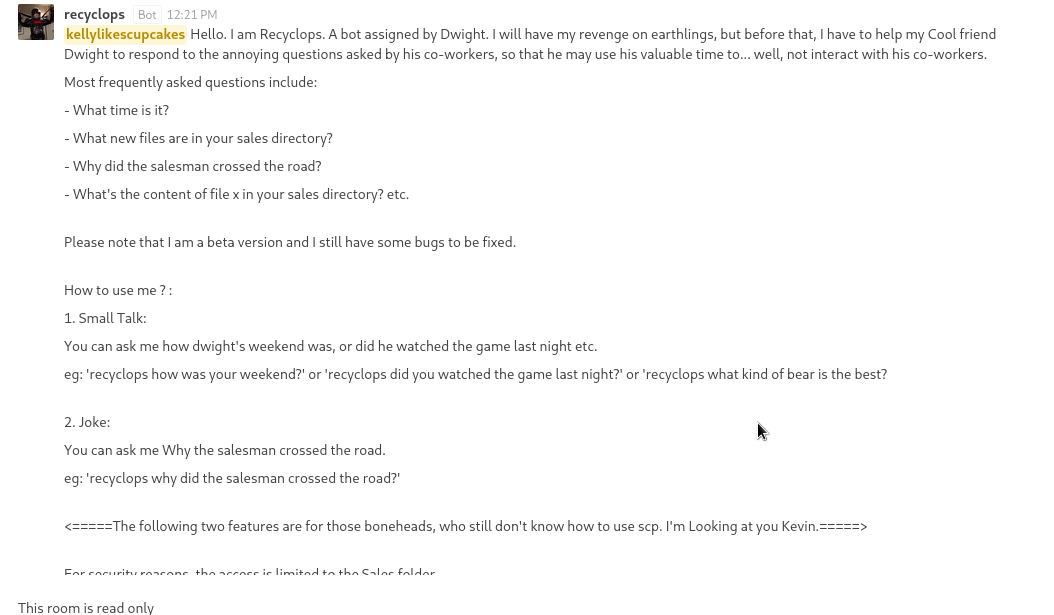 recyclops Bot 12:21 PM
kellylikescupcakes Hello. I am Recyclops. A bot assigned by Dwight. I will have my revenge on earthlings, but before that, I have to help my Cool friend
Dwight to respond to the annoying questions asked by his co-workers, so that he may use his valuable time to... well, not interact with his co-workers.
Most frequently asked questions include:
- What time is it?
- What new files are in your sales directory?
- Why did the salesman crossed the road?
- What's the content of file x in your sales directory? etc.
Please note that I am a beta version and I still have some bugs to be fixed.
How to use me ? :
1. Small Talk:
You can ask me how dwight's weekend was, or did he watched the game last night etc.
eg: 'recyclops how was your weekend?' or 'recyclops did you watched the game last night?' or 'recyclops what kind of bear is the best?
2. Joke:
You can ask me Why the salesman crossed the road.
eg: 'recyclops why did the salesman crossed the road?'
<=====The following two features are for those boneheads, who still don't know how to use scp. I'm Looking at you Kevin.=====>
For security reasons, the access is limited to the Sales folder.
This room is read only